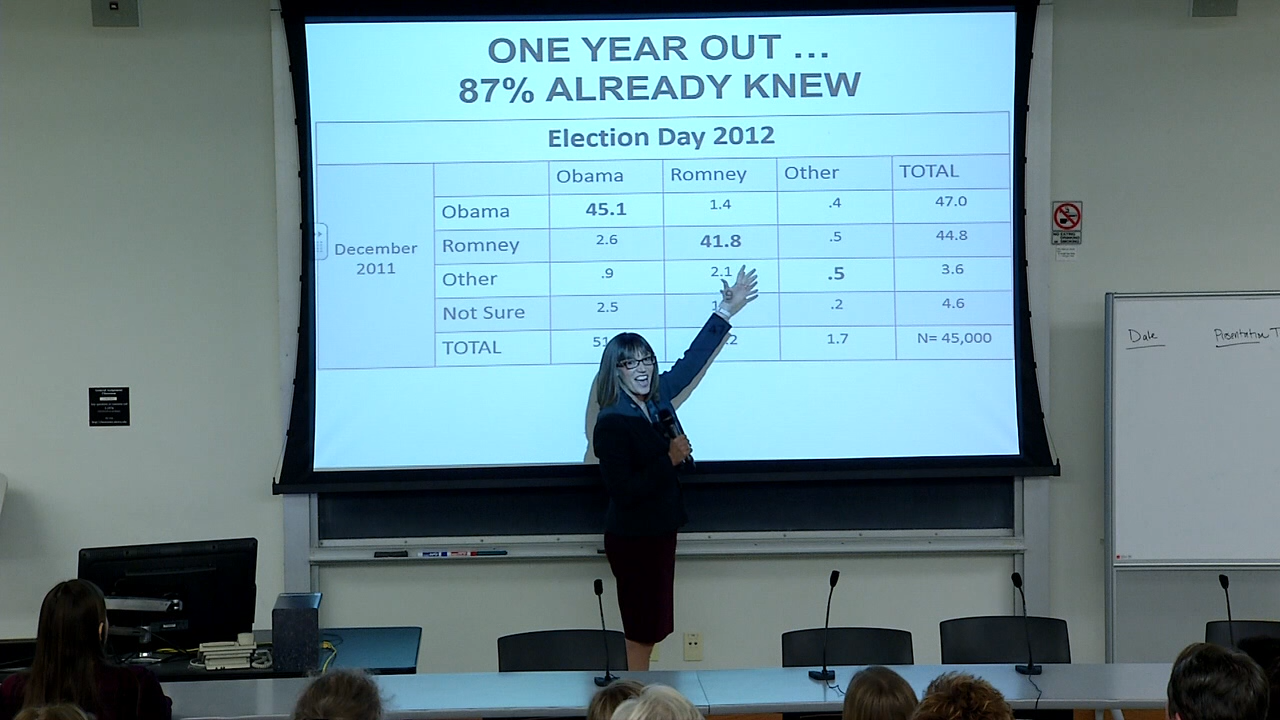 ONE YEAR OUT ...
87% ALREADY KNEW
Election Day 2012
Obama Romney Other TOTAL
December 2011
Obama 45.1 1.4 .4 47.0
Romney 2.6 41.8 .5 44.8
Other .9 2.1 .5 3.6
Not Sure 2.5 .2 4.6
TOTAL 1.7 N= 45,000
Date Presentation